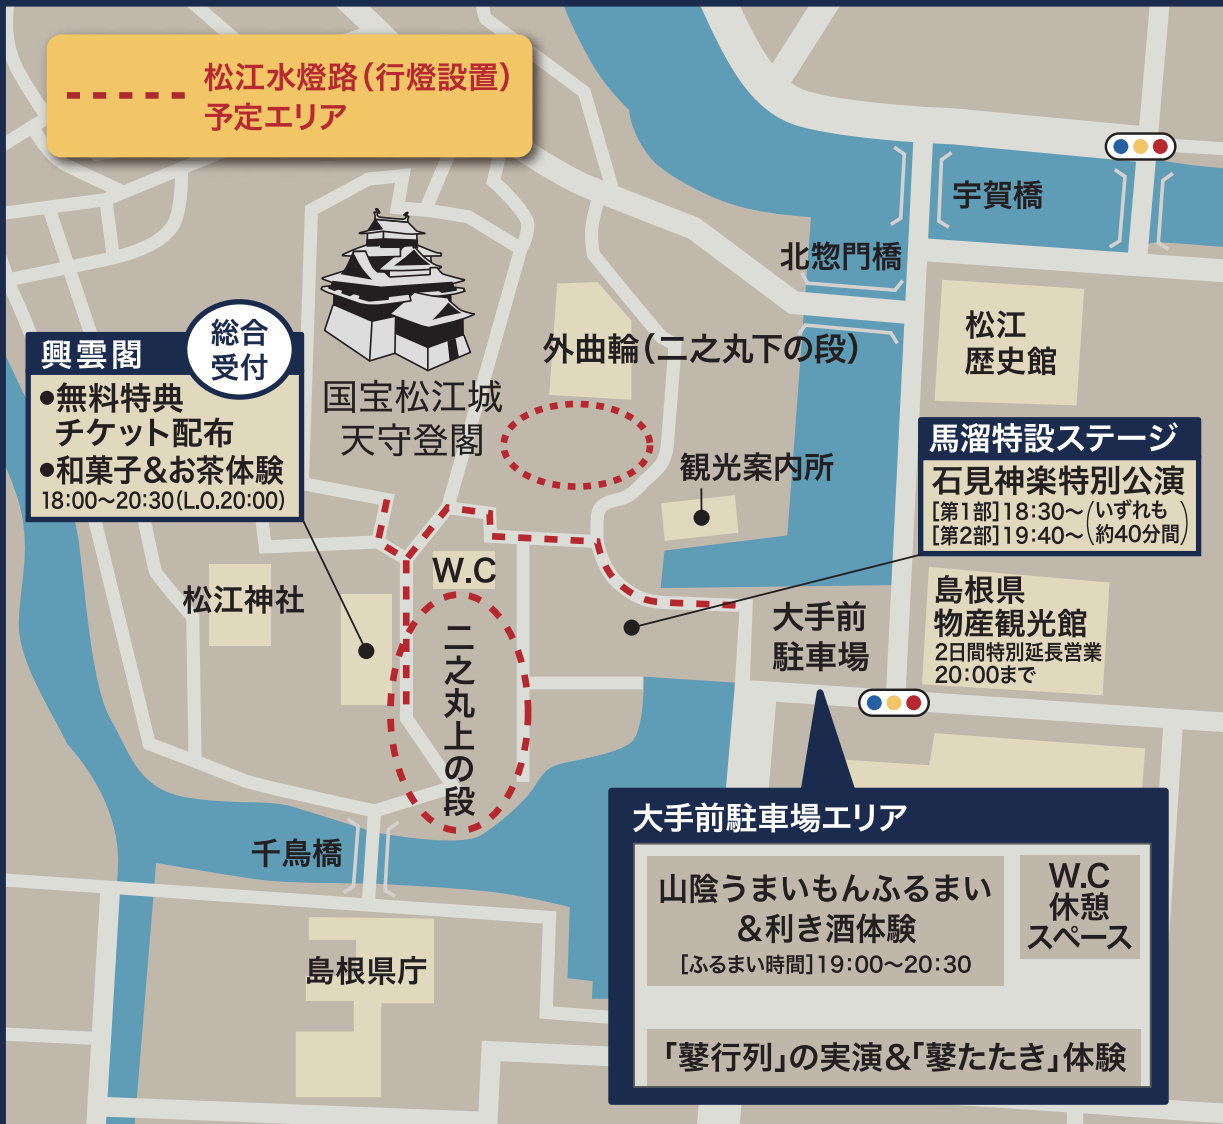 松江水燈路（行燈設置）
予定エリア
宇賀橋
北惣門橋
松江
歴史館
総合
受付
興雲閣
●無料特典
チケット配布
●和菓子＆お茶体験
18:00〜20:30(L.O.20:00)
国宝松江城
天守登閣
外曲輪（二之丸下の段）
観光案内所
馬溜特設ステージ
石見神楽特別公演
[第1部]18:30〜（いずれも
[第2部]19:40〜 約40分間）
W.C
松江神社
二之丸上の段
大手前
駐車場
島根県
物産観光館
2日間特別延長営業
20:00まで
千鳥橋
島根県庁
大手前駐車場エリア
山陰うまいもんふるまい
＆利き酒体験
[ふるまい時間]19:00〜20:30
W.C
休憩
スペース
「鼕行列」の実演&「鼕たたき」体験